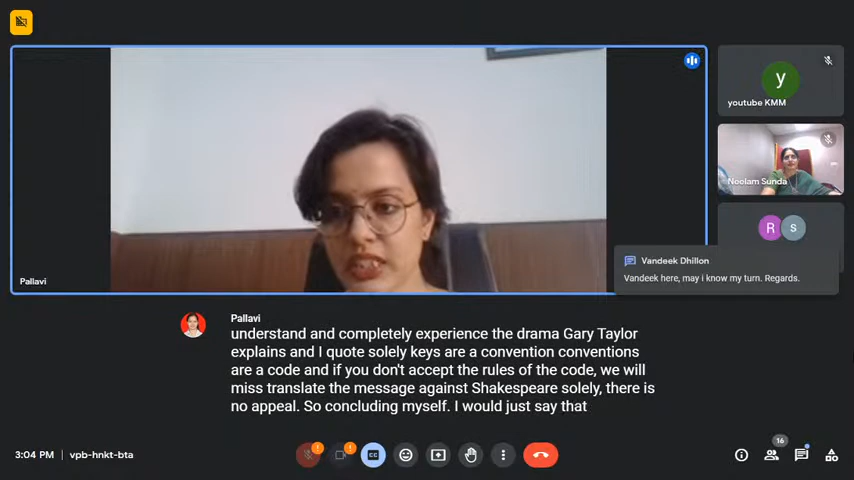 y
youtube KMM
Neelam Sunda
R
s
Pallavi
Vandeek Dhillon
Vandeek here, may i know my turn. Regards.
Pallavi
understand and completely experience the drama Gary Taylor
explains and I quote solely keys are a convention conventions
are a code and if you don't accept the rules of the code, we will
miss translate the message against Shakespeare solely, there is
no appeal. So concluding myself. I would just say that
3:04 PM
vpb-hnkt-bta
!
!
CC
16